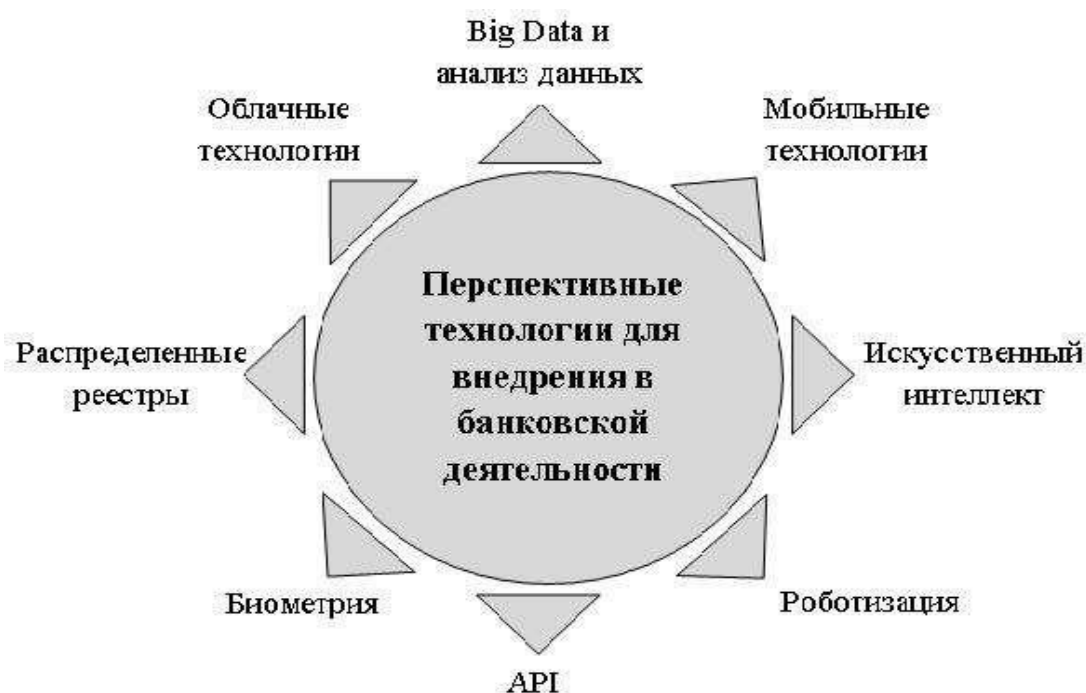 Big Data и
анализ данных
Облачные
технологии
Мобильные
технологии
Перспективные
технологии для
внедрения в
банковской
деятельности
Распределенные
реестры
Искусственный
интеллект
Биометрия
Роботизация
API